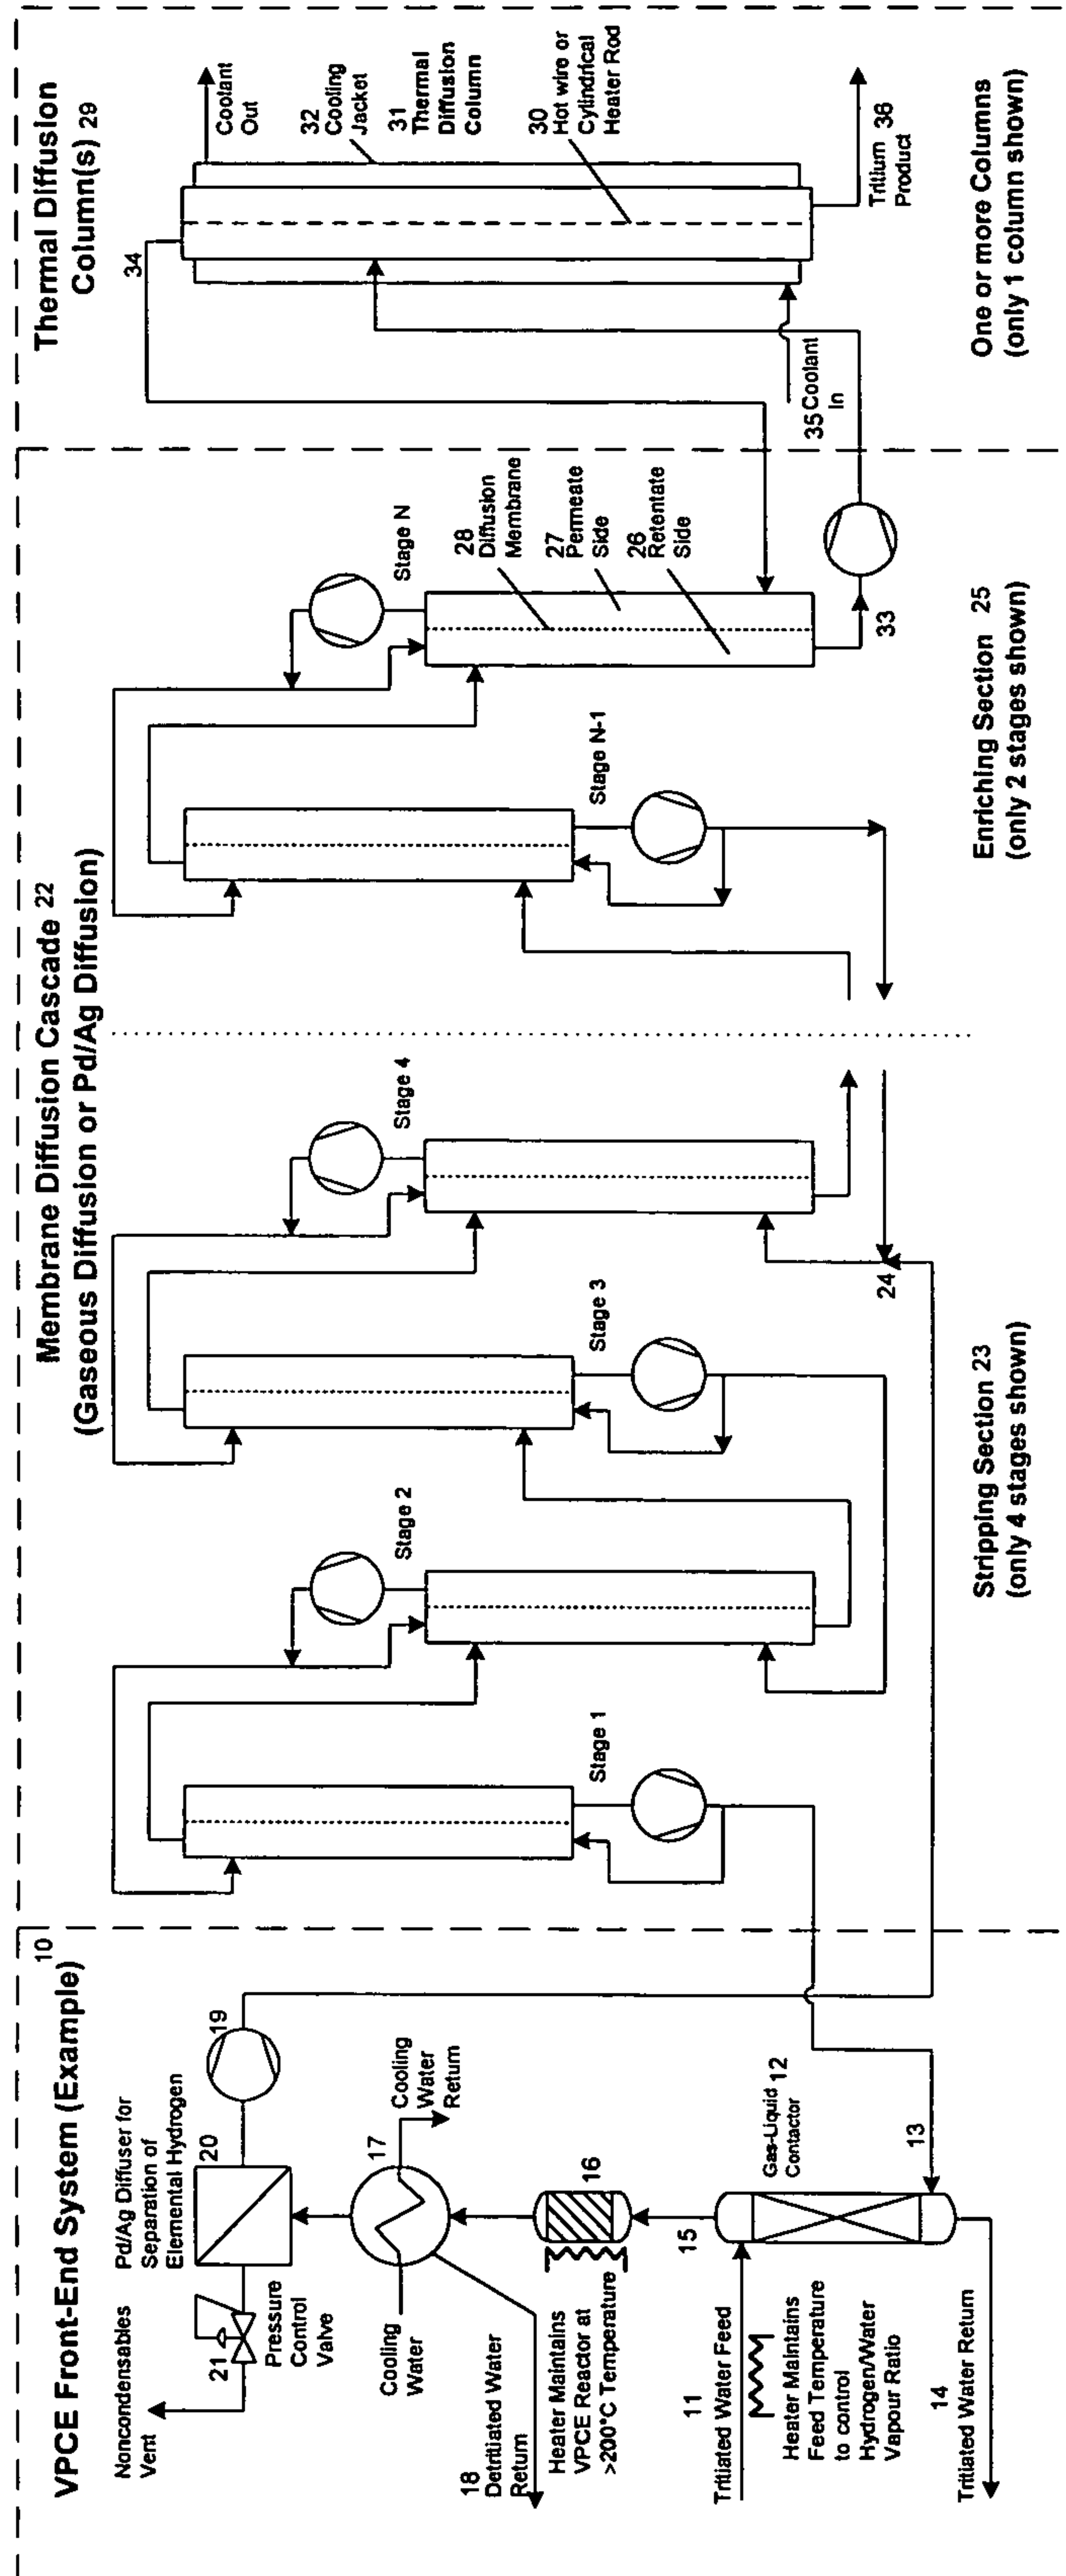 VPCE Front-End System (Example)
10
Noncondensables
Vent
21
Pressure
Control
Valve
Pd/Ag Diffuser for
Separation of
Elemental Hydrogen
20
19
Cooling
Water
17
Cooling
Water
Return
18
Detritiated Water
Return
Heater Maintains
VPCE Reactor at
>200°C Temperature
16
15
11
Tritiated Water Feed
Heater Maintains
Feed Temperature
to control
Hydrogen/Water
Vapour Ratio
Gas-Liquid 12
Contactor
13
14
Tritiated Water Return
Membrane Diffusion Cascade 22
(Gaseous Diffusion or Pd/Ag Diffusion)
Stage 1
Stage 2
Stage 3
Stage 4
24
Stripping Section 23
(only 4 stages shown)
Stage N-1
Stage N
28
Diffusion
Membrane
27
Permeate
Side
26
Retentate
Side
33
Enriching Section 25
(only 2 stages shown)
Thermal Diffusion
Column(s) 29
34
Coolant
Out
32
Cooling
Jacket
31
Thermal
Diffusion
Column
30
Hot wire or
Cylindrical
Heater Rod
35 Coolant
In
Tritium 36
Product
One or more Columns
(only 1 column shown)